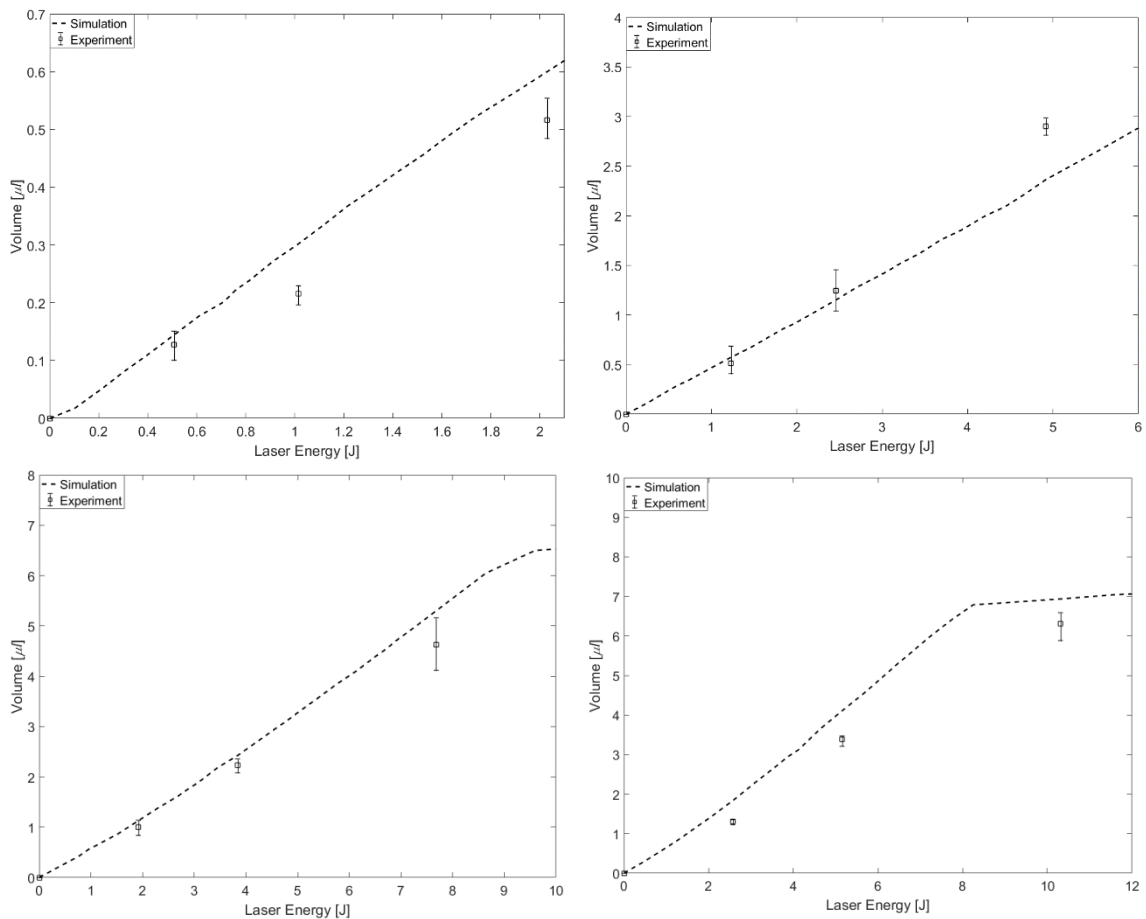 0.7
0.6
0.5
0.4
0.3
0.2
0.1
0
Volume [μl]
Simulation
Experiment
0 0.2 0.4 0.6 0.8 1 1.2 1.4 1.6 1.8 2
Laser Energy [J]
4
3.5
3
2.5
2
1.5
1
0.5
0
Volume [μl]
Simulation
Experiment
0 1 2 3 4 5 6
Laser Energy [J]
8
7
6
5
4
3
2
1
0
Volume [μl]
Simulation
Experiment
0 1 2 3 4 5 6 7 8 9 10
Laser Energy [J]
10
9
8
7
6
5
4
3
2
1
0
Volume [μl]
Simulation
Experiment
0 2 4 6 8 10 12
Laser Energy [J]